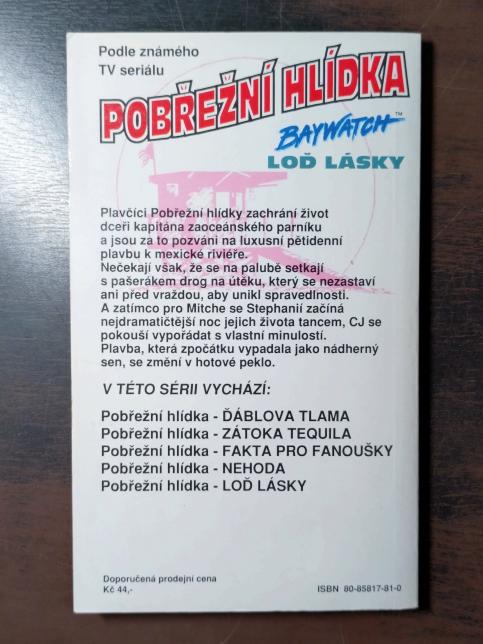 Podle známého
TV seriálu
POBŘEŽNÍ HLÍDKA
BAYWATCH™
LOĎ LÁSKY
Plavčíci Pobřežní hlídky zachrání život
dceři kapitána zaoceánského parníku
a jsou za to pozváni na luxusní pětidenní
plavbu k mexické riviéře.
Nečekají však, že se na palubě setkají
s pašerákem drog na útěku, který se nezastaví
ani před vraždou, aby unikl spravedlnosti.
A zatímco pro Mitche se Stephanií začíná
nejdramatičtější noc jejich života tancem, CJ se
pokouší vypořádat s vlastní minulostí.
Plavba, která zpočátku vypadala jako nádherný
sen, se změní v hotové peklo.
V TÉTO SÉRII VYCHÁZÍ:
Pobřežní hlídka - ĎÁBLOVA TLAMA
Pobřežní hlídka - ZÁTOKA TEQUILA
Pobřežní hlídka - FAKTA PRO FANOUŠKY
Pobřežní hlídka - NEHODA
Pobřežní hlídka - LOĎ LÁSKY
Doporučená prodejní cena
Kč 44,-
ISBN 80-85817-81-0